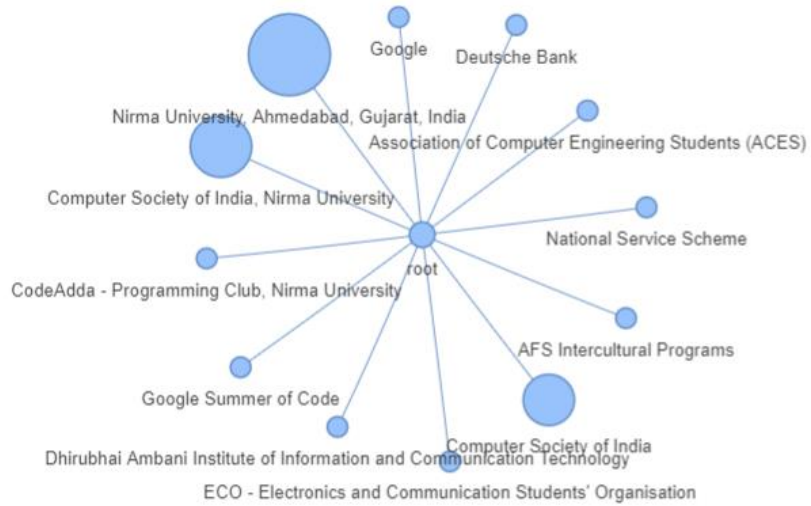 Google
Deutsche Bank
Nirma University, Ahmedabad, Gujarat, India
Association of Computer Engineering Students (ACES)
Computer Society of India, Nirma University
National Service Scheme
root
CodeAdda - Programming Club, Nirma University
AFS Intercultural Programs
Google Summer of Code
Computer Society of India
Dhirubhai Ambani Institute of Information and Communication Technology
ECO - Electronics and Communication Students' Organisation